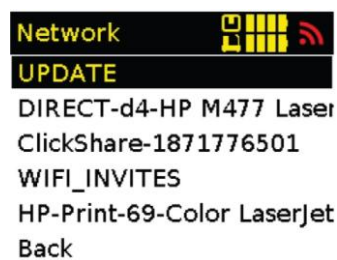 Network
UPDATE
DIRECT-d4-HP M477 Laser
ClickShare-1871776501
WIFI_INVITES
HP-Print-69-Color LaserJet
Back